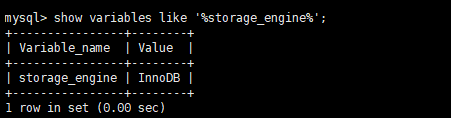 mysql> show variables like '%storage_engine%';
+----------------+--------+
| Variable_name  | Value  |
+----------------+--------+
| storage_engine | InnoDB |
+----------------+--------+
1 row in set (0.00 sec)